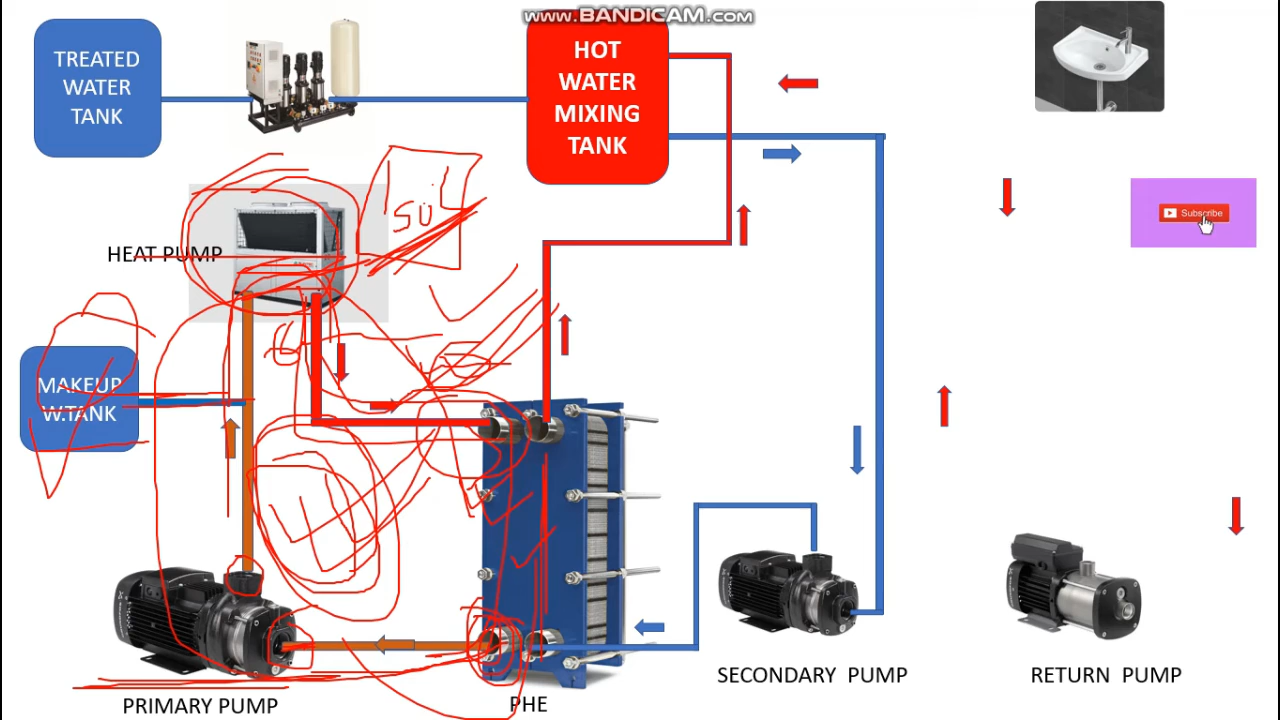 www.BANDICAM.com
TREATED
WATER
TANK
HOT
WATER
MIXING
TANK
Subscribe
HEAT PUMP
MAKEUP
W.TANK
SECONDARY PUMP
RETURN PUMP
PRIMARY PUMP
PHE